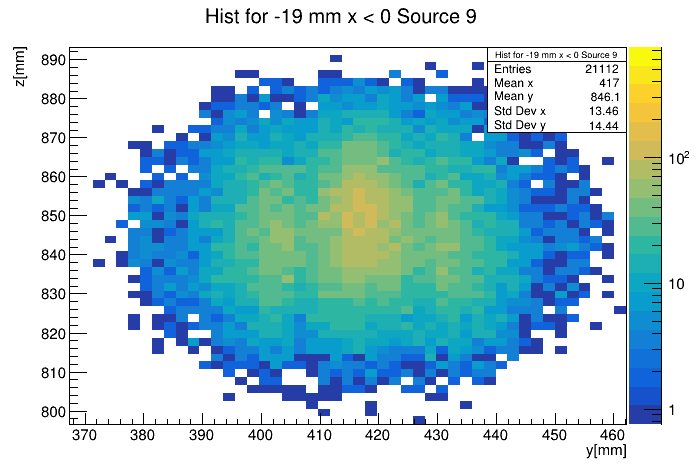 Hist for -19 mm x < 0 Source 9
z[mm]
Hist for -19 mm x < 0 Source 9
Entries 21112
Mean x 417
Mean y 846.1
Std Dev x 13.46
Std Dev y 14.44
890
880
870
860
850
840
830
820
810
800
10²
10
1
370 380 390 400 410 420 430 440 450 460
y[mm]